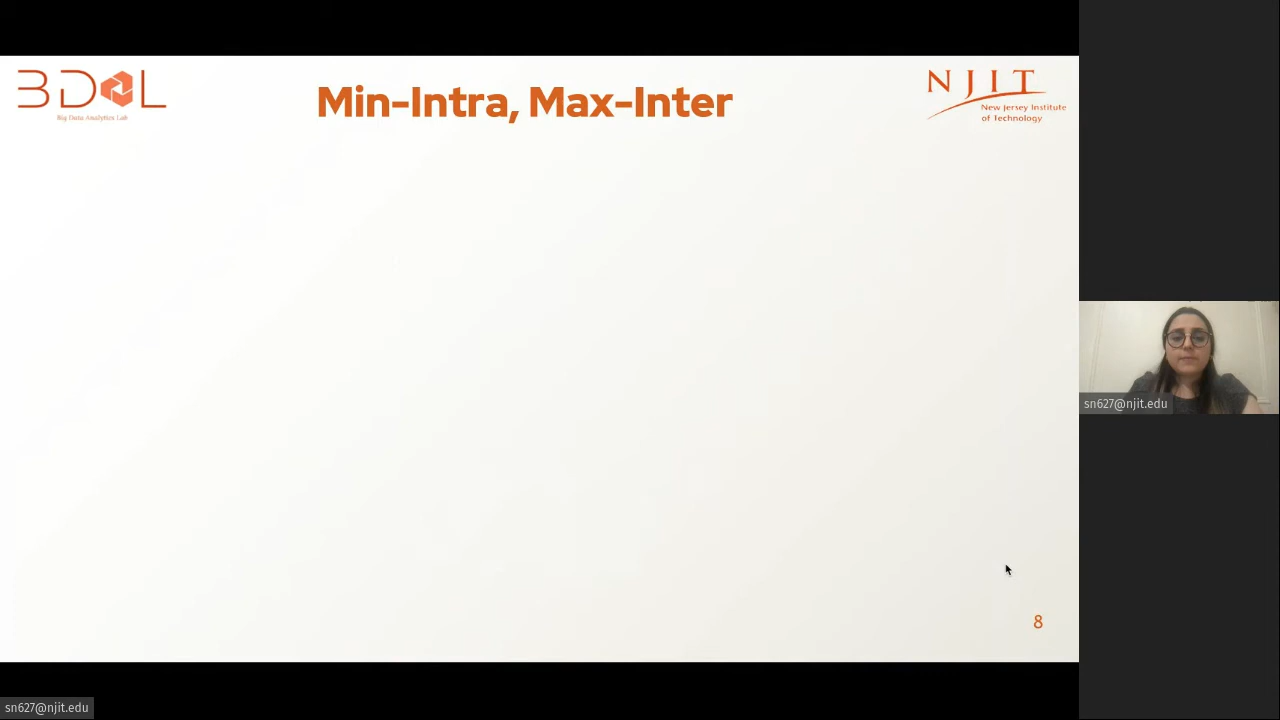 BDAL
Big Data Analytics Lab
Min-Intra, Max-Inter
NJIT
New Jersey Institute
of Technology
sn627@njit.edu
8
sn627@njit.edu